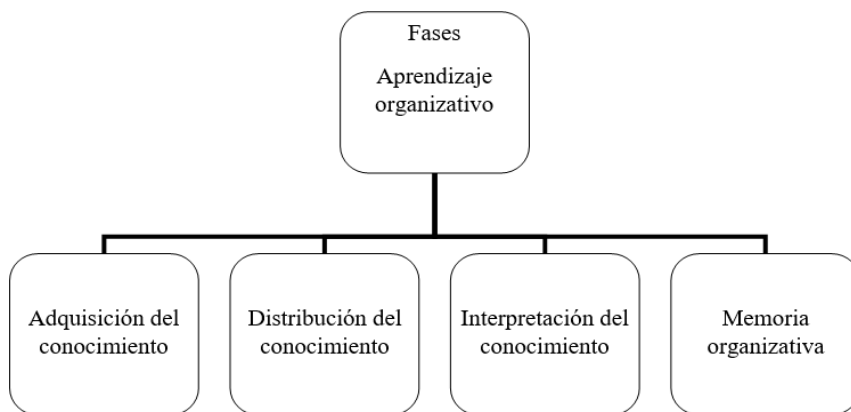 Fases
Aprendizaje
organizativo
Adquisición del
conocimiento
Distribución del
conocimiento
Interpretación del
conocimiento
Memoria
organizativa